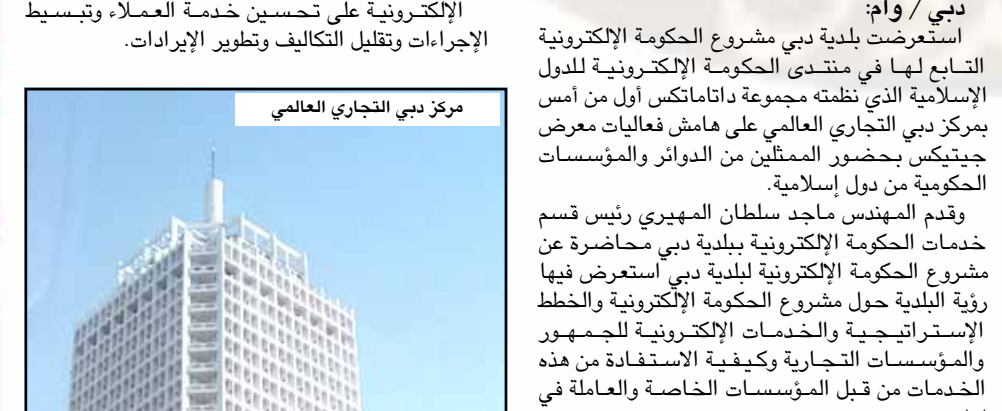 دبي / وام:
استعرضت بلدية دبي مشروع الحكومة الإلكترونية
التابع لها في منتدى الحكومة الإلكترونية للدول
الإسلامية الذي نظمته مجموعة داتاماتكس أول من أمس
بمركز دبي التجاري العالمي على هامش فعاليات معرض
جيتيكس بحضور الممثلين من الدوائر والمؤسسات
الحكومية من دول إسلامية.
وقدم المهندس ماجد سلطان المهيري رئيس قسم
خدمات الحكومة الإلكترونية ببلدية دبي محاضرة عن
مشروع الحكومة الإلكترونية لبلدية دبي استعرض فيها
رؤية البلدية حول مشروع الحكومة الإلكترونية والخطط
الإستراتيجية والخدمات الإلكترونية للجمهور
والمؤسسات التجارية وكيفية الاستفادة من هذه
الخدمات من قبل المؤسسات الخاصة والعاملة في
الإلكترونية على تحسين خدمة العملاء وتبسيط
الإجراءات وتقليل التكاليف وتطوير الإيرادات.
مركز دبي التجاري العالمي